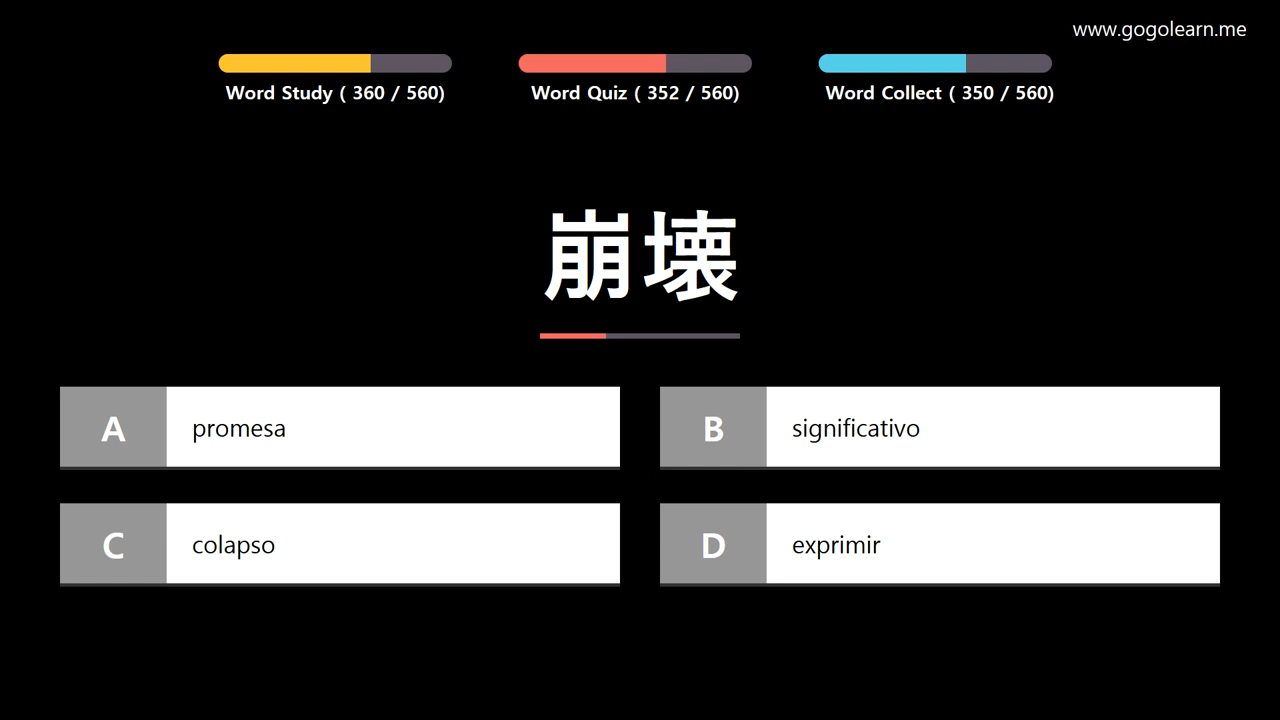 www.gogolearn.me
Word Study ( 360 / 560)
Word Quiz ( 352 / 560)
Word Collect ( 350 / 560)
崩壊
A promesa
B significativo
C colapso
D exprimir